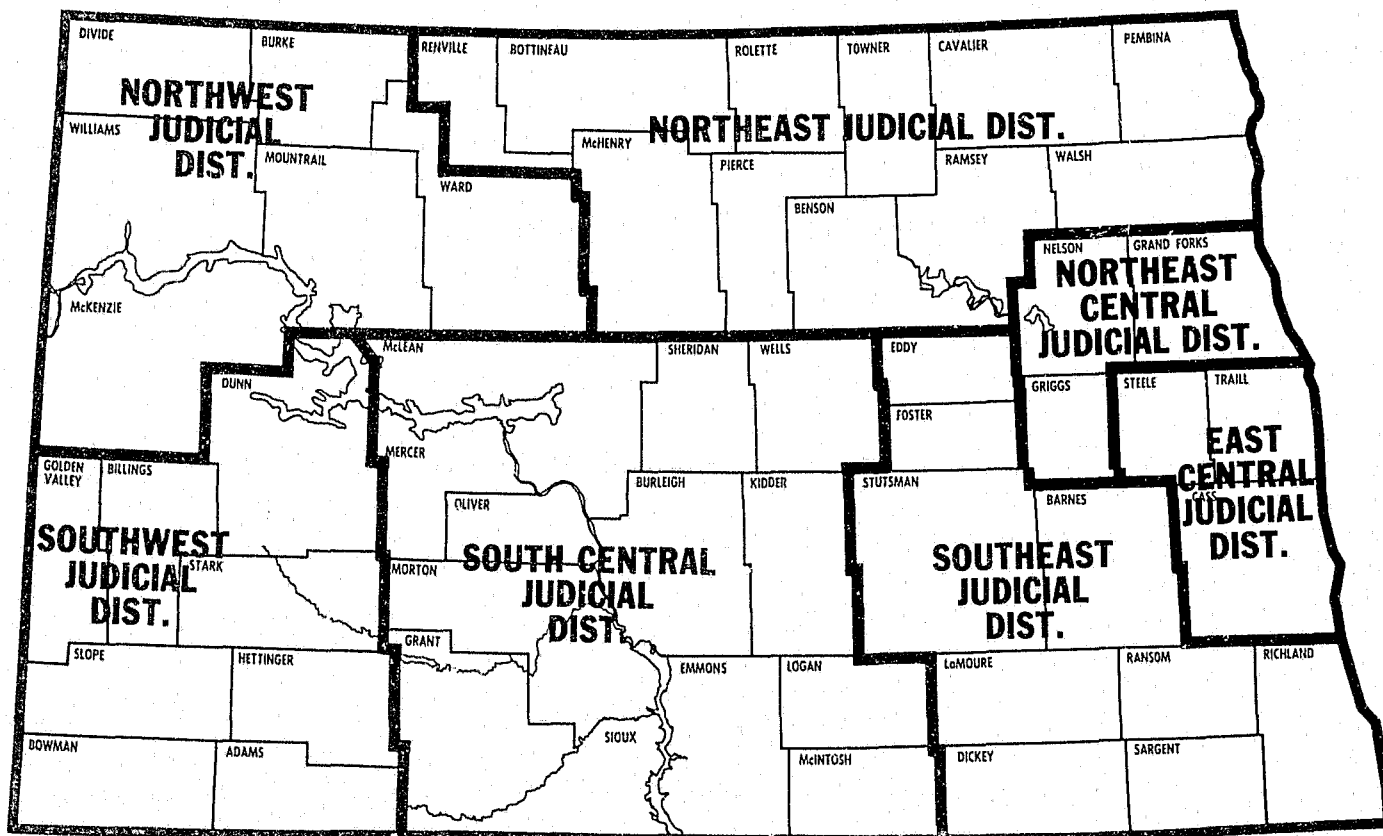 DIVIDE
BURKE
RENVILLE
BOTTINEAU
ROLETTE
TOWNER
CAVALIER
PEMBINA
NORTHWEST
JUDICIAL
DIST.
WILLIAMS
MOUNTRAIL
WARD
McHENRY
NORTHEAST JUDICIAL DIST.
PIERCE
RAMSEY
WALSH
BENSON
NELSON
GRAND FORKS
NORTHEAST
CENTRAL
JUDICIAL DIST.
McKENZIE
DUNN
McLEAN
SHERIDAN
WELLS
EDDY
FOSTER
GRIGGS
STEELE
TRAILL
EAST
CENTRAL
JUDICIAL
DIST.
CASS
MERCER
GOLDEN
VALLEY
BILLINGS
OLIVER
BURLEIGH
KIDDER
STUTSMAN
BARNES
SOUTHWEST
JUDICIAL
DIST.
STARK
MORTON
SOUTH CENTRAL
JUDICIAL
DIST.
SOUTHEAST
JUDICIAL
DIST.
GRANT
SLOPE
HETTINGER
EMMONS
LOGAN
LaMOURE
RANSOM
RICHLAND
BOWMAN
ADAMS
SIOUX
McINTOSH
DICKEY
SARGENT